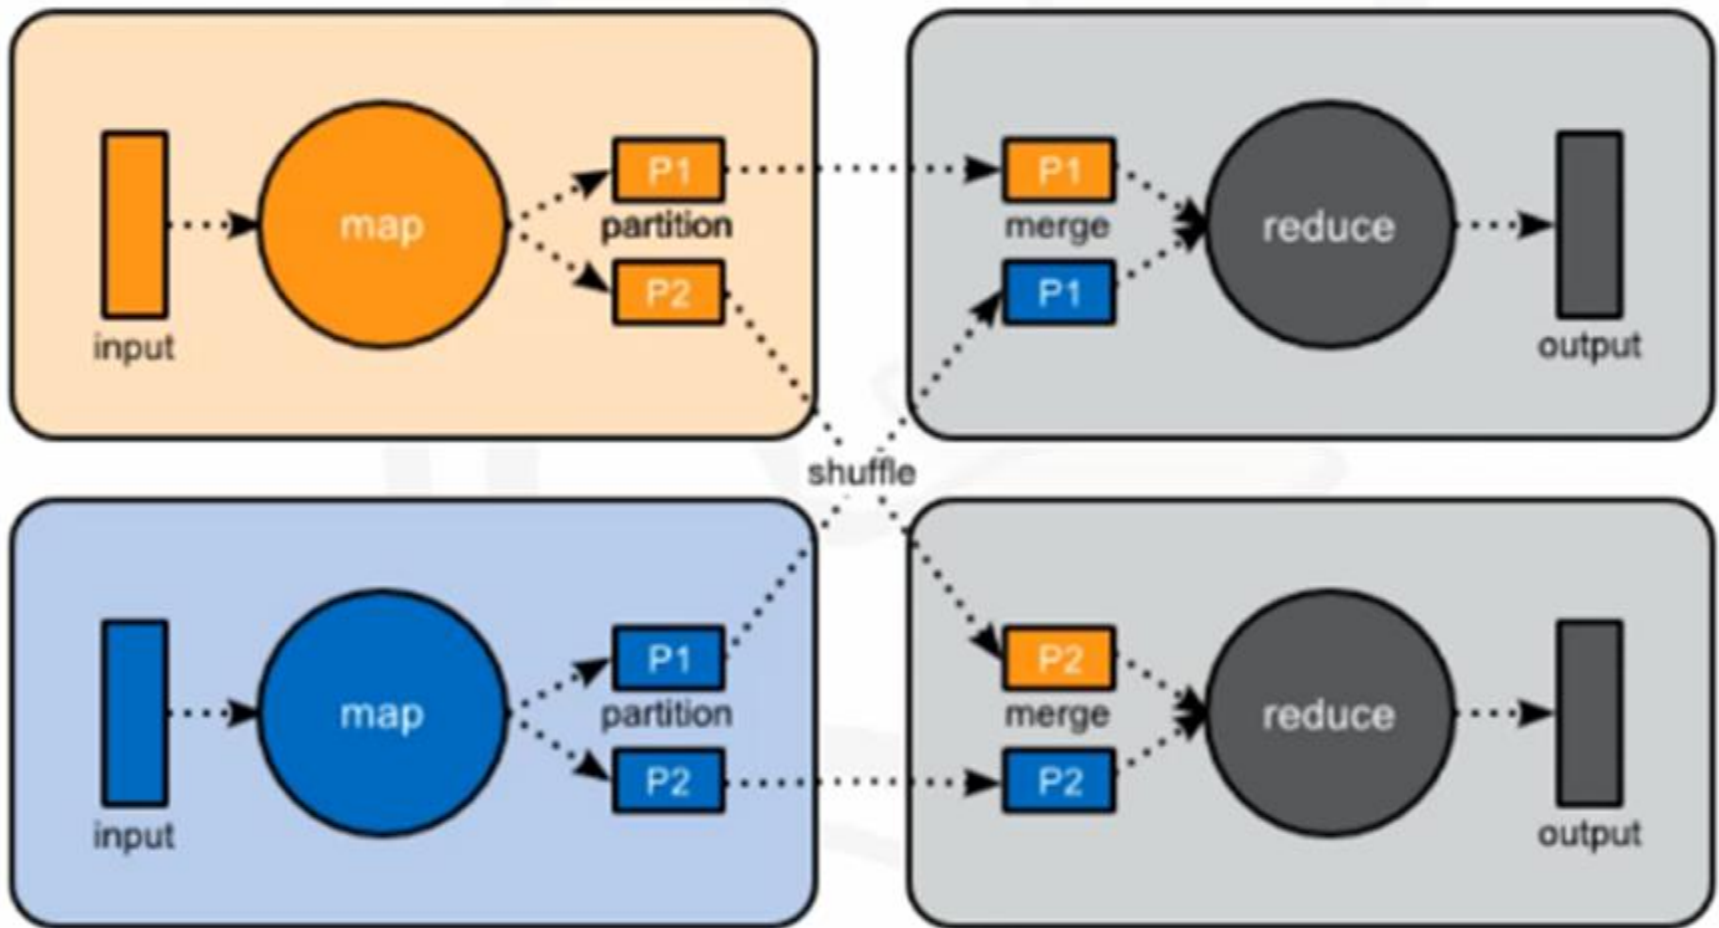 map
P1
partition
P2
input
P1
merge
P1
reduce
output
shuffle
map
P1
partition
P2
input
P2
merge
P2
reduce
output